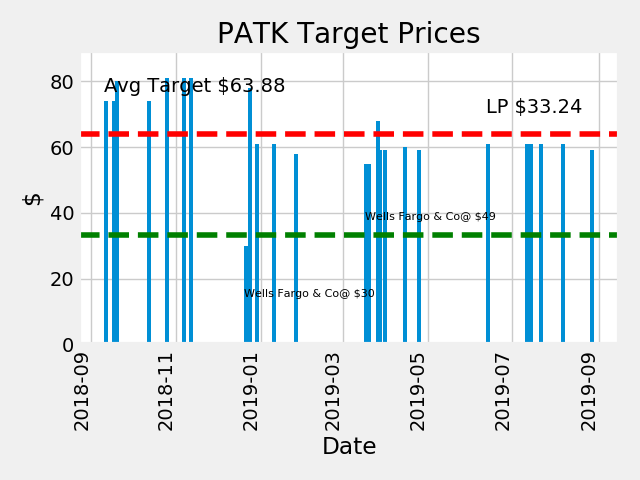 PATK Target Prices
Avg Target $63.88
LP $33.24
Wells Fargo & Co@ $49
Wells Fargo & Co@ $30
$
80
60
40
20
0
2018-09
2018-11
2019-01
2019-03
2019-05
2019-07
2019-09
Date